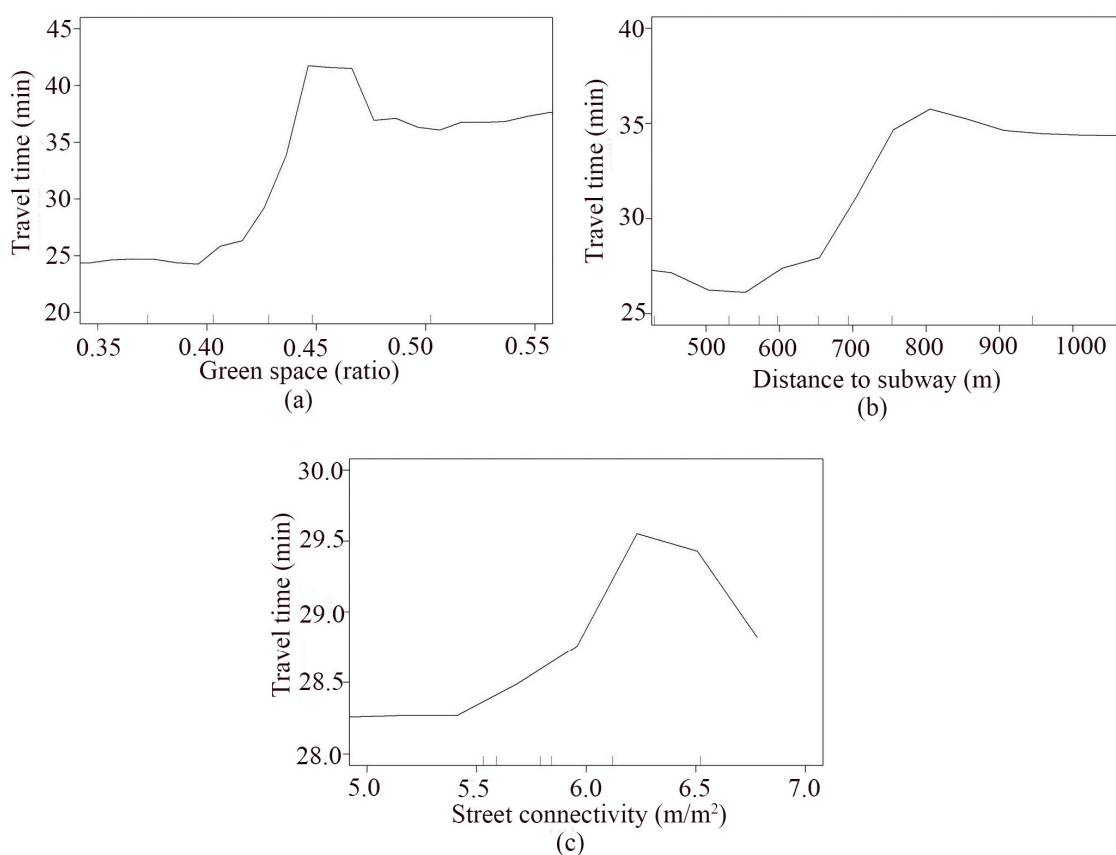 45
40
35
30
25
20
Travel time (min)
0.35 0.40 0.45 0.50 0.55
Green space (ratio)
(a)
40
35
30
25
Travel time (min)
500 600 700 800 900 1000
Distance to subway (m)
(b)
30.0
29.5
29.0
28.5
28.0
Travel time (min)
5.0 5.5 6.0 6.5 7.0
Street connectivity (m/m²)
(c)